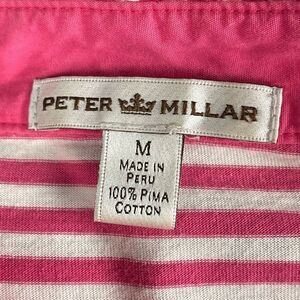 PETER MILLAR
M
MADE IN
PERU
100% PIMA
COTTON